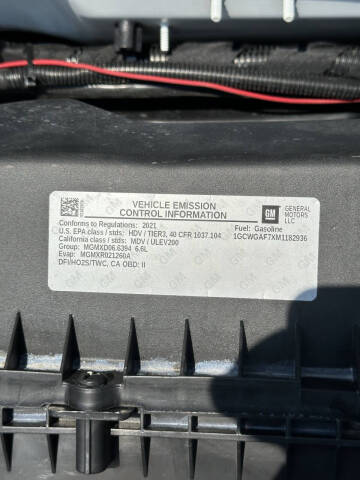 VEHICLE EMISSION
CONTROL INFORMATION
GM
GENERAL
MOTORS
LLC
Conforms to Regulations: 2021
Fuel: Gasoline
U.S. EPA class / stds: HDV / TIER3, 40 CFR 1037.104
1GCWGAF7XM1182936
California class / stds: MDV / ULEV200
Group: MGMXD06.6394 6.6L
Evap: MGMXR021260A
DFI/HO2S/TWC, CA OBD: II